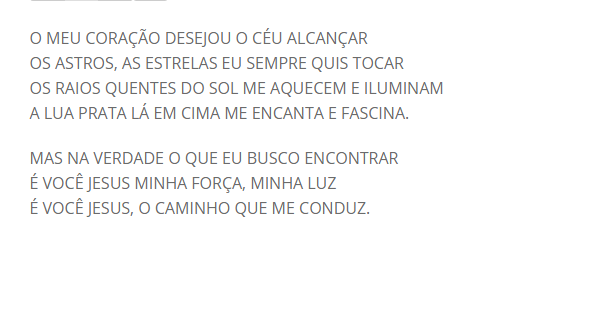 O MEU CORAÇÃO DESEJOU O CÉU ALCANÇAR
OS ASTROS, AS ESTRELAS EU SEMPRE QUIS TOCAR
OS RAIOS QUENTES DO SOL ME AQUECEM E ILUMINAM
A LUA PRATA LÁ EM CIMA ME ENCANTA E FASCINA.
MAS NA VERDADE O QUE EU BUSCO ENCONTRAR
É VOCÊ JESUS MINHA FORÇA, MINHA LUZ
É VOCÊ JESUS, O CAMINHO QUE ME CONDUZ.